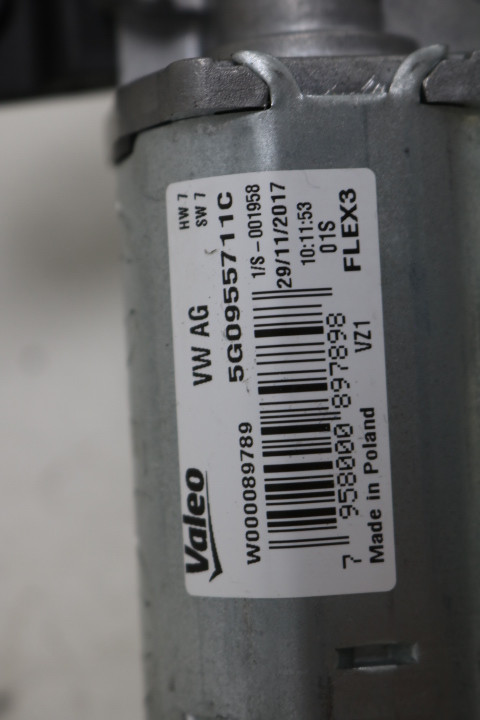 Valeo VW AG HW 7
SW 7
W000089789 5G0955711C
1/S-001958
29/11/2017
10:11:53
01S
7 958000 897898
VZ1 FLEX3
Made in Poland